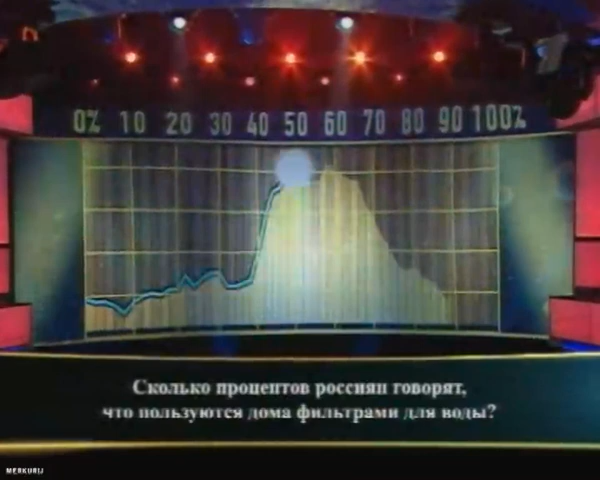 0% 10 20 30 40 50 60 70 80 90 100%
Сколько процентов россиян говорят,
что пользуются дома фильтрами для воды?
MERKURIJ